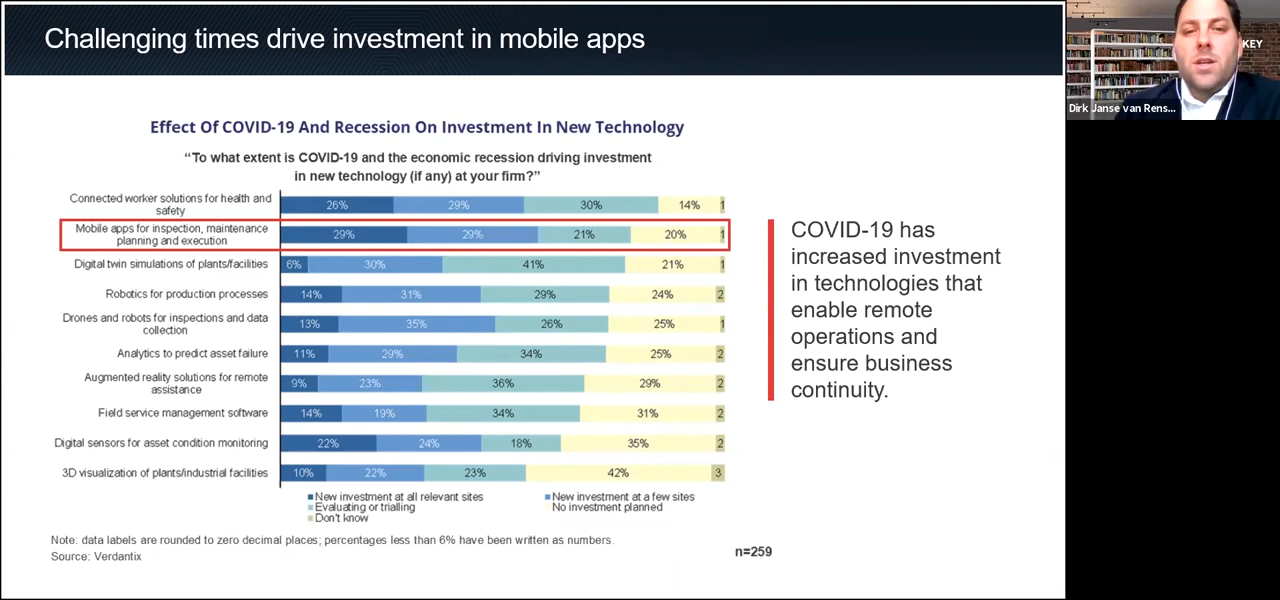 Challenging times drive investment in mobile apps
KEY
Dirk Janse van Rens...
Effect Of COVID-19 And Recession On Investment In New Technology
“To what extent is COVID-19 and the economic recession driving investment
in new technology (if any) at your firm?”
Connected worker solutions for health and
safety
26% 29% 30% 14% 1
Mobile apps for inspection, maintenance
planning and execution
29% 29% 21% 20% 1
Digital twin simulations of plants/facilities
6% 30% 41% 21% 1
Robotics for production processes
14% 31% 29% 24% 2
Drones and robots for inspections and data
collection
13% 35% 26% 25% 1
Analytics to predict asset failure
11% 29% 34% 25% 2
Augmented reality solutions for remote
assistance
9% 23% 36% 29% 2
Field service management software
14% 19% 34% 31% 2
Digital sensors for asset condition monitoring
22% 24% 18% 35% 2
3D visualization of plants/industrial facilities
10% 22% 23% 42% 3
New investment at all relevant sites
New investment at a few sites
Evaluating or trialling
No investment planned
Don't know
Note: data labels are rounded to zero decimal places; percentages less than 6% have been written as numbers.
Source: Verdantix
n=259
COVID-19 has
increased investment
in technologies that
enable remote
operations and
ensure business
continuity.